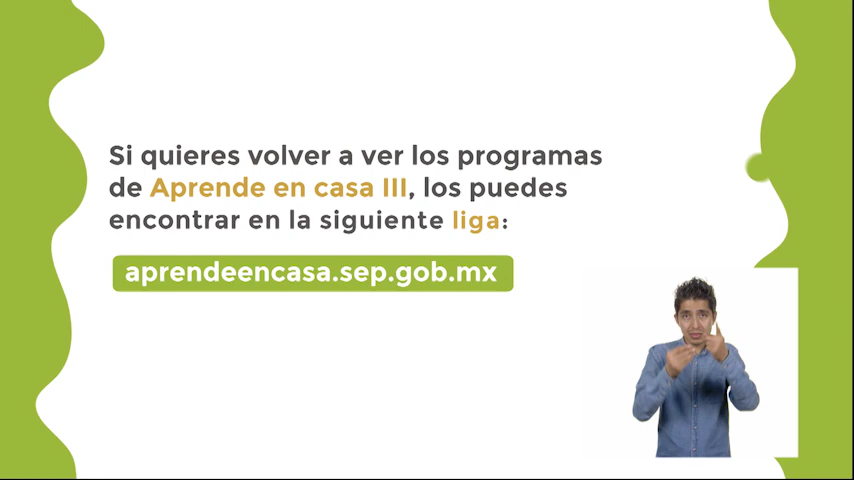 Si quieres volver a ver los programas
de Aprende en casa III, los puedes
encontrar en la siguiente liga:
aprendeencasa.sep.gob.mx